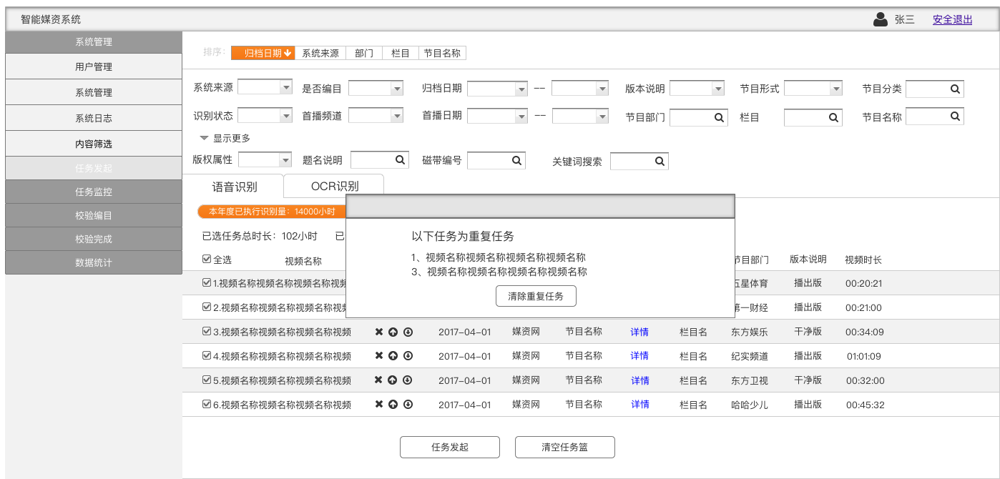 智能媒资系统 张三 安全退出
系统管理
用户管理
系统管理
系统日志
内容筛选
任务发起
任务监控
校验编目
校验完成
数据统计
排序: 归档日期 系统来源 部门 栏目 节目名称
系统来源 是否编目 归档日期 -- 版本说明 节目形式 节目分类
识别状态 首播频道 首播日期 -- 节目部门 栏目 节目名称
显示更多
版权属性 题名说明 磁带编号 关键词搜索
语音识别 OCR识别
本年度已执行识别量：14000小时
已选任务总时长：102小时 已
全选 视频名称 节目部门 版本说明 视频时长
1.视频名称视频名称视频名称视频 五星体育 播出版 00:20:21
2.视频名称视频名称视频名称视频 第一财经 播出版 00:21:00
3.视频名称视频名称视频名称视频 2017-04-01 媒资网 节目名称 详情 栏目名 东方娱乐 干净版 00:34:09
4.视频名称视频名称视频名称视频 2017-04-01 媒资网 节目名称 详情 栏目名 纪实频道 播出版 01:01:09
5.视频名称视频名称视频名称视频 2017-04-01 媒资网 节目名称 详情 栏目名 东方卫视 干净版 00:32:00
6.视频名称视频名称视频名称视频 2017-04-01 媒资网 节目名称 详情 栏目名 哈哈少儿 播出版 00:45:32
以下任务为重复任务
1、视频名称视频名称视频名称视频名称
3、视频名称视频名称视频名称视频名称
清除重复任务
任务发起 清空任务篮